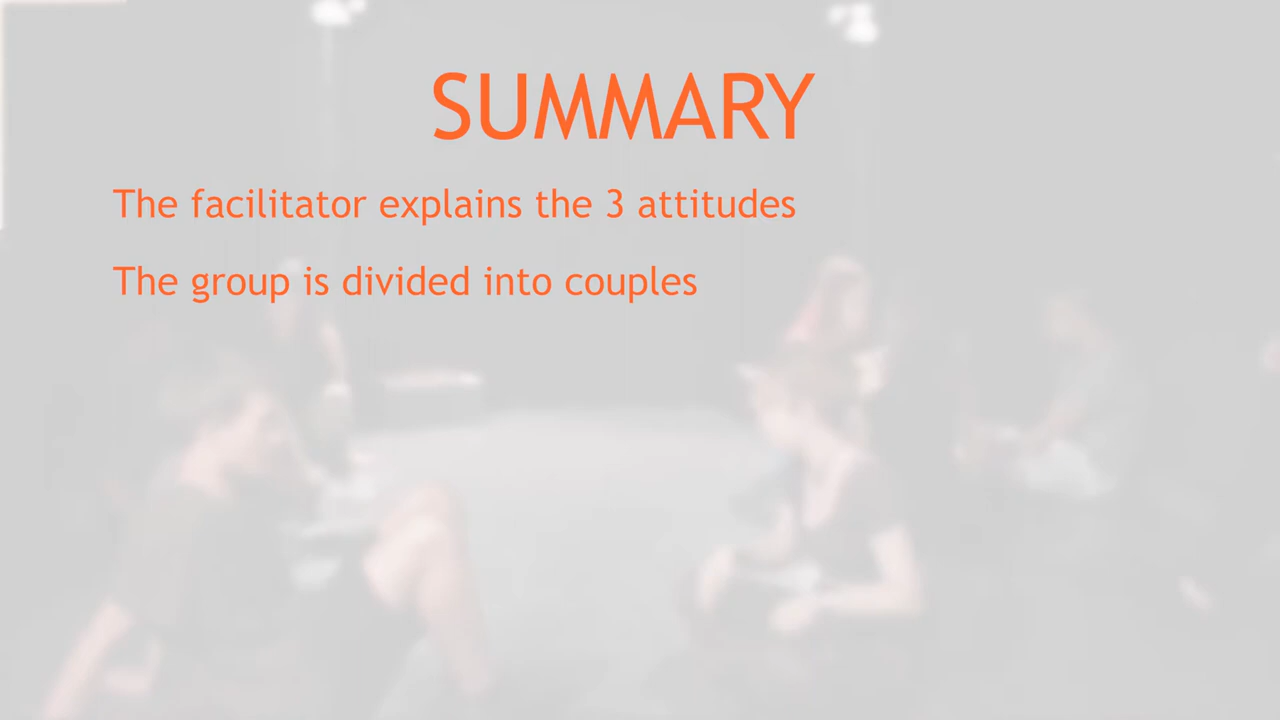 SUMMARY
The facilitator explains the 3 attitudes
The group is divided into couples